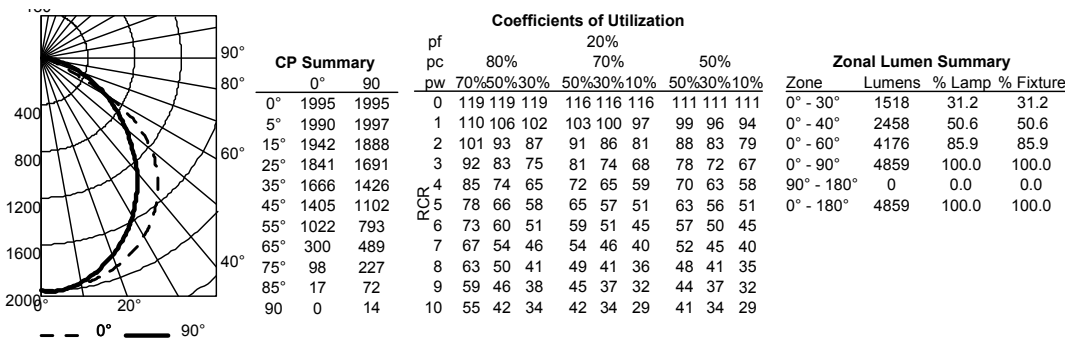 180
90°
80°
400
60°
800
1200
1600
40°
2000
0°
20°
0° 90°
CP Summary
0° 90
0° 1995 1995
5° 1990 1997
15° 1942 1888
25° 1841 1691
35° 1666 1426
45° 1405 1102
55° 1022 793
65° 300 489
75° 98 227
85° 17 72
90 0 14
Coefficients of Utilization
pf 20%
pc 80% 70% 50%
pw 70%50%30% 50%30%10% 50%30%10%
RCR
0 119 119 119 116 116 116 111 111 111
1 110 106 102 103 100 97 99 96 94
2 101 93 87 91 86 81 88 83 79
3 92 83 75 81 74 68 78 72 67
4 85 74 65 72 65 59 70 63 58
5 78 66 58 65 57 51 63 56 51
6 73 60 51 59 51 45 57 50 45
7 67 54 46 54 46 40 52 45 40
8 63 50 41 49 41 36 48 41 35
9 59 46 38 45 37 32 44 37 32
10 55 42 34 42 34 29 41 34 29
Zonal Lumen Summary
Zone Lumens % Lamp % Fixture
0° - 30° 1518 31.2 31.2
0° - 40° 2458 50.6 50.6
0° - 60° 4176 85.9 85.9
0° - 90° 4859 100.0 100.0
90° - 180° 0 0.0 0.0
0° - 180° 4859 100.0 100.0